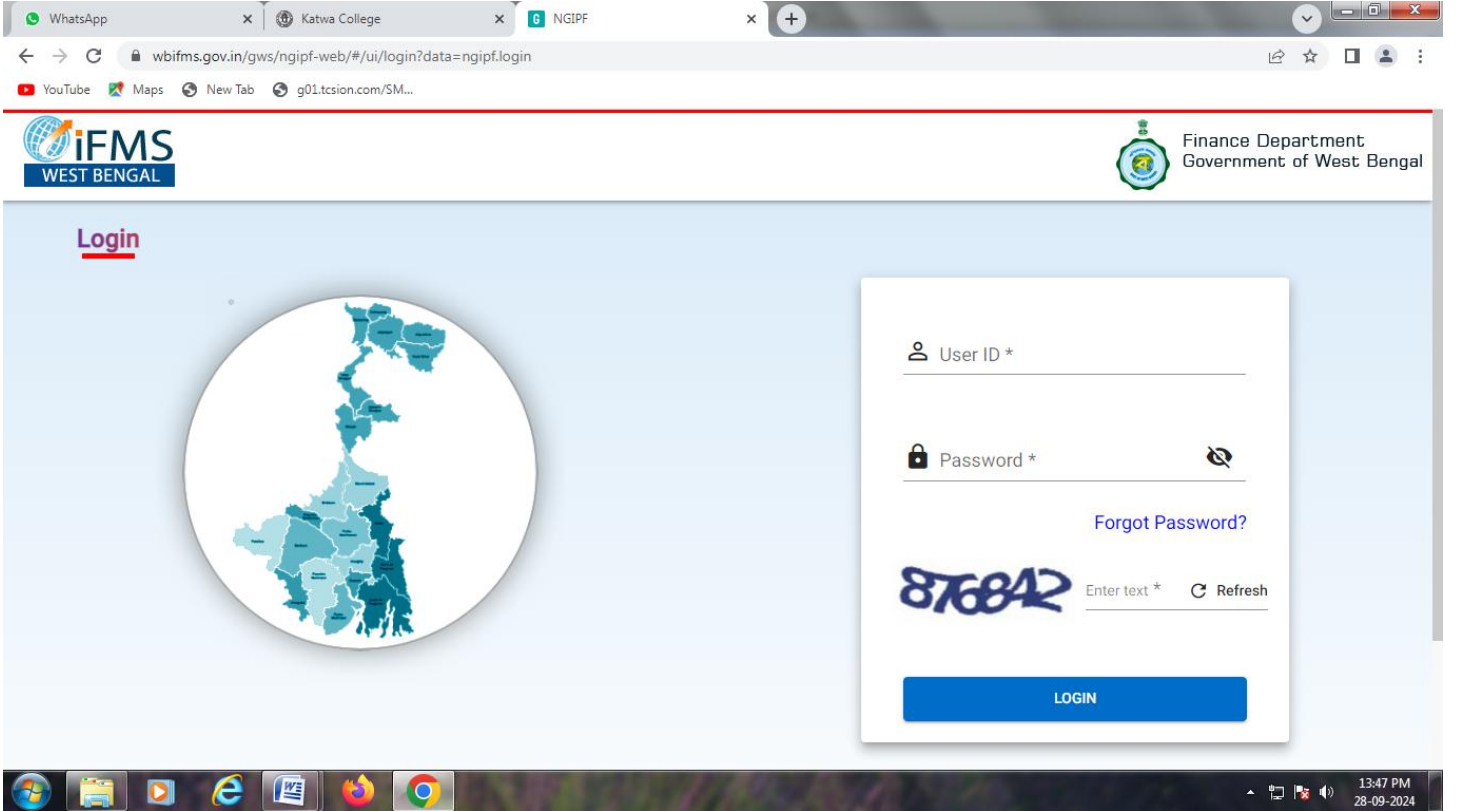 WhatsApp
Katwa College
NGIPF
wbifms.gov.in/gws/ngipf-web/#/ui/login?data=ngipf.login
YouTube Maps New Tab g01.tcsion.com/SM...
iFMS
WEST BENGAL
Finance Department
Government of West Bengal
Login
User ID *
Password *
Forgot Password?
876842
Enter text *
Refresh
LOGIN
13:47 PM
28-09-2024